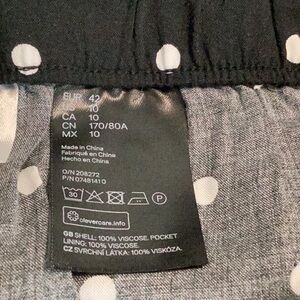 EUR 42
US 10
CA 10
CN 170/80A
MX 10
Made in China
Fabriqué en Chine
Hecho en China
O/N 208272
P/N 07481410
30
P
clevercare.info
GB SHELL: 100% VISCOSE. POCKET
LINING: 100% VISCOSE.
CZ SVRCHNÍ LÁTKA: 100% VISKÓZA.